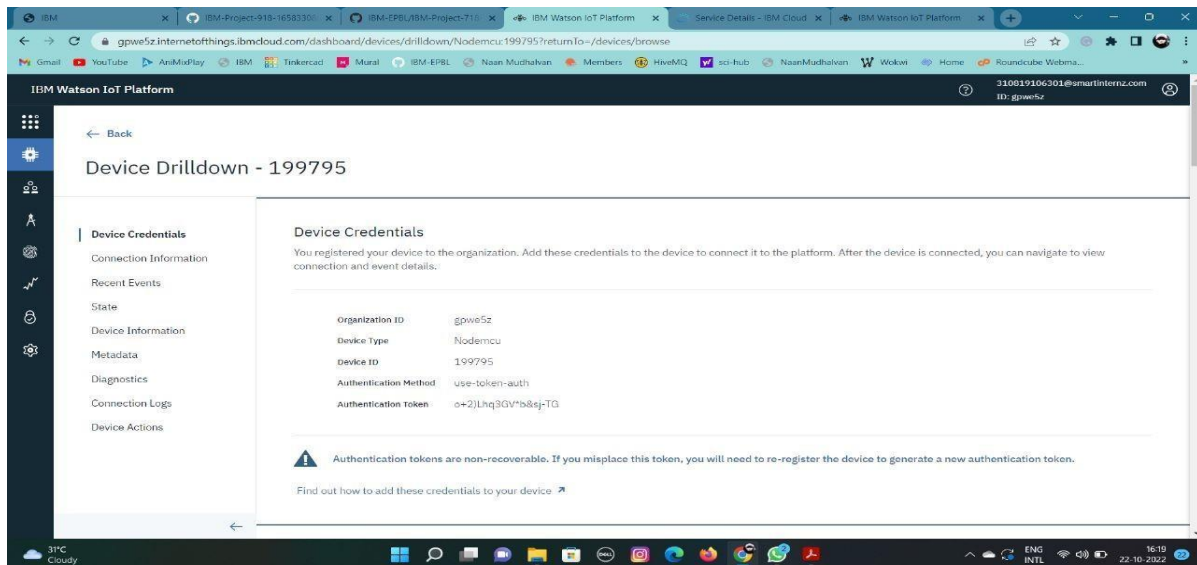 IBM
IBM-Project-918-16583300
IBM-EPBL/IBM-Project-718
IBM Watson IoT Platform
Service Details - IBM Cloud
IBM Watson IoT Platform
gpwe5z.internetofthings.ibmcloud.com/dashboard/devices/drilldown/Nodemcu:199795?returnTo=/devices/browse
Gmail
YouTube
AniMixPlay
IBM
Tinkercad
Mural
IBM-EPBL
Naan Mudhalvan
Members
HiveMQ
sci-hub
NaanMudhalvan
Wokwi
Home
Roundcube Webma...
IBM Watson IoT Platform
310819106301@smartinternz.com
ID: gpwe5z
Back
Device Drilldown - 199795
Device Credentials
Connection Information
Recent Events
State
Device Information
Metadata
Diagnostics
Connection Logs
Device Actions
Device Credentials
You registered your device to the organization. Add these credentials to the device to connect it to the platform. After the device is connected, you can navigate to view
connection and event details.
Organization ID gpwe5z
Device Type Nodemcu
Device ID 199795
Authentication Method use-token-auth
Authentication Token o+2)Lhq3GV*b&sj-TG
Authentication tokens are non-recoverable. If you misplace this token, you will need to re-register the device to generate a new authentication token.
Find out how to add these credentials to your device
31°C
Cloudy
ENG
INTL
16:19
22-10-2022
22